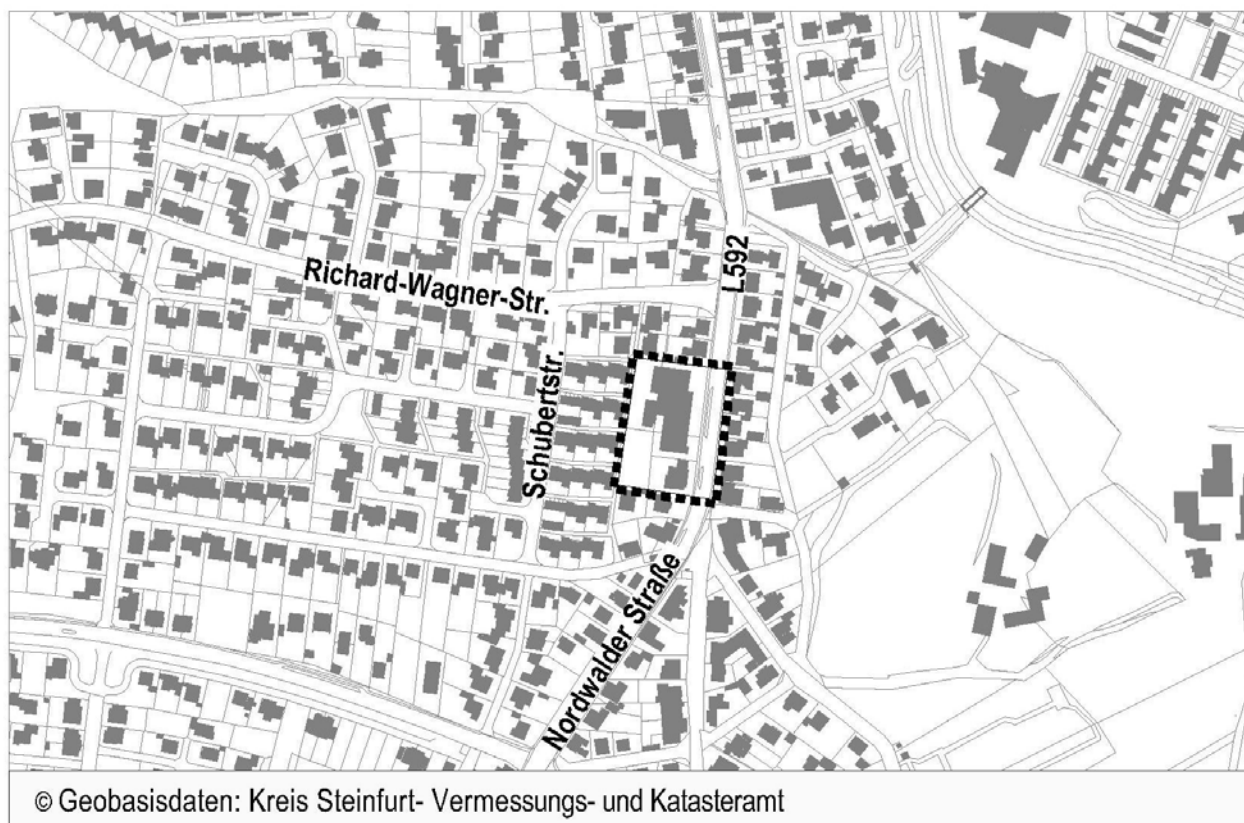 L592
Richard-Wagner-Str.
Schubertstr.
Nordwalder Straße
© Geobasisdaten: Kreis Steinfurt- Vermessungs- und Katasteramt